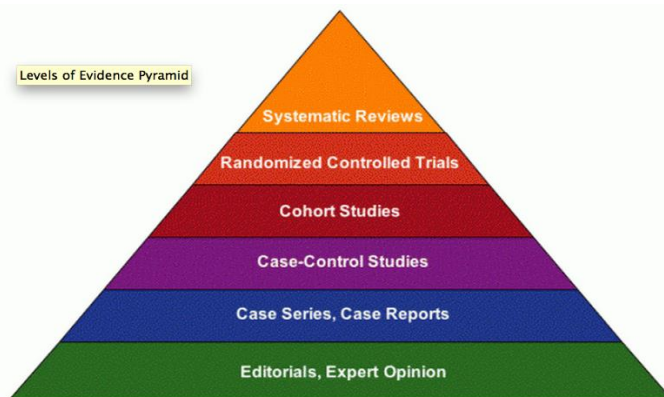 Levels of Evidence Pyramid
Systematic Reviews
Randomized Controlled Trials
Cohort Studies
Case-Control Studies
Case Series, Case Reports
Editorials, Expert Opinion